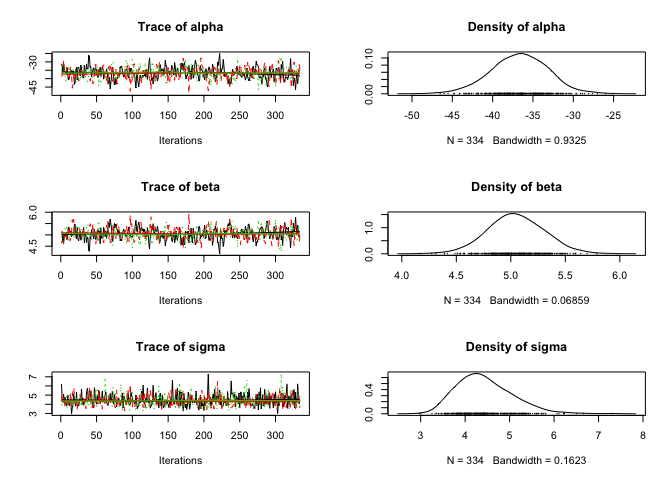 Trace of alpha
-30
-45
0 50 100 150 200 250 300
Iterations
Density of alpha
0.10
0.00
-50 -45 -40 -35 -30 -25
N = 334 Bandwidth = 0.9325
Trace of beta
6.0
4.5
0 50 100 150 200 250 300
Iterations
Density of beta
1.0
0.0
4.0 4.5 5.0 5.5 6.0
N = 334 Bandwidth = 0.06859
Trace of sigma
7
5
3
0 50 100 150 200 250 300
Iterations
Density of sigma
0.4
0.0
3 4 5 6 7 8
N = 334 Bandwidth = 0.1623